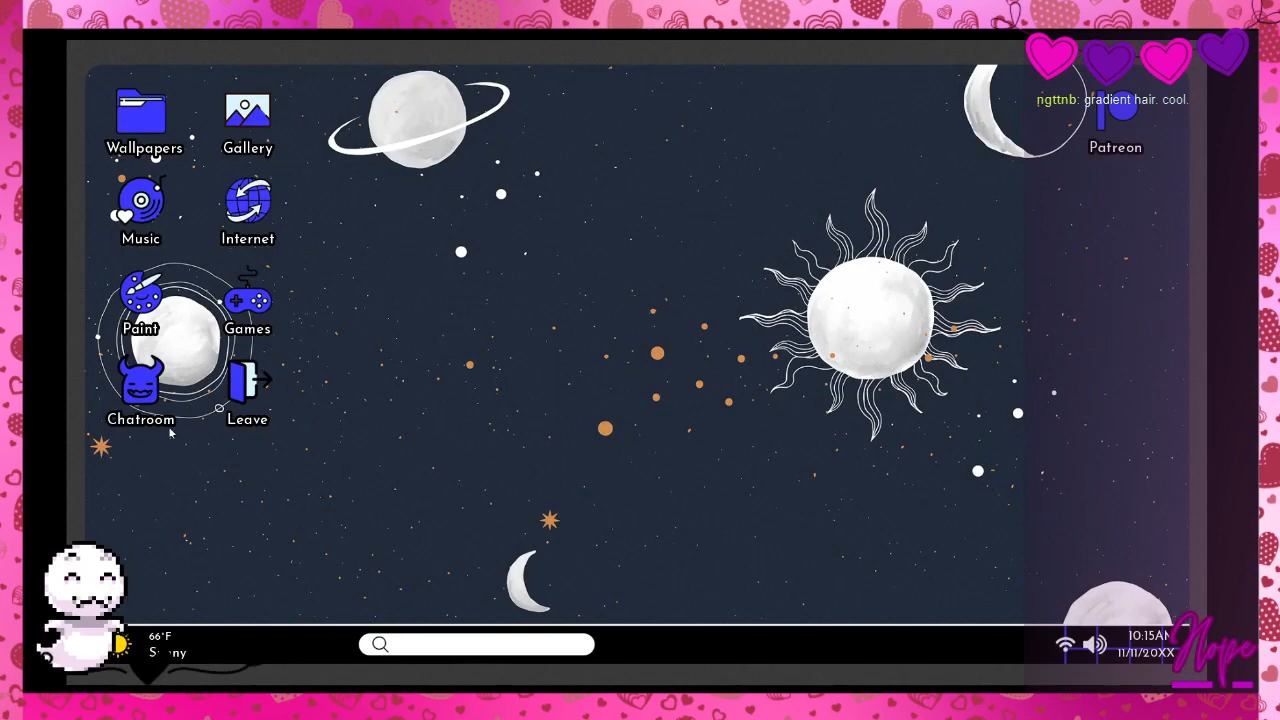 ngttnb: gradient hair. cool.
Wallpapers Gallery Patreon
Music Internet
Paint Games
Chatroom Leave
66°F
10:15AM
11/11/20XX
Nope